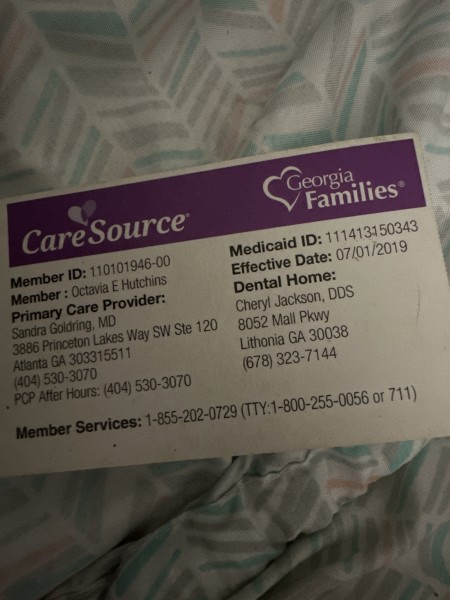 CareSource®
Georgia
Families®
Member ID: 110101946-00
Member : Octavia E Hutchins
Primary Care Provider:
Sandra Goldring, MD
3886 Princeton Lakes Way SW Ste 120
Atlanta GA 303315511
(404) 530-3070
PCP After Hours: (404) 530-3070
Medicaid ID: 111413150343
Effective Date: 07/01/2019
Dental Home:
Cheryl Jackson, DDS
8052 Mall Pkwy
Lithonia GA 30038
(678) 323-7144
Member Services: 1-855-202-0729 (TTY:1-800-255-0056 or 711)